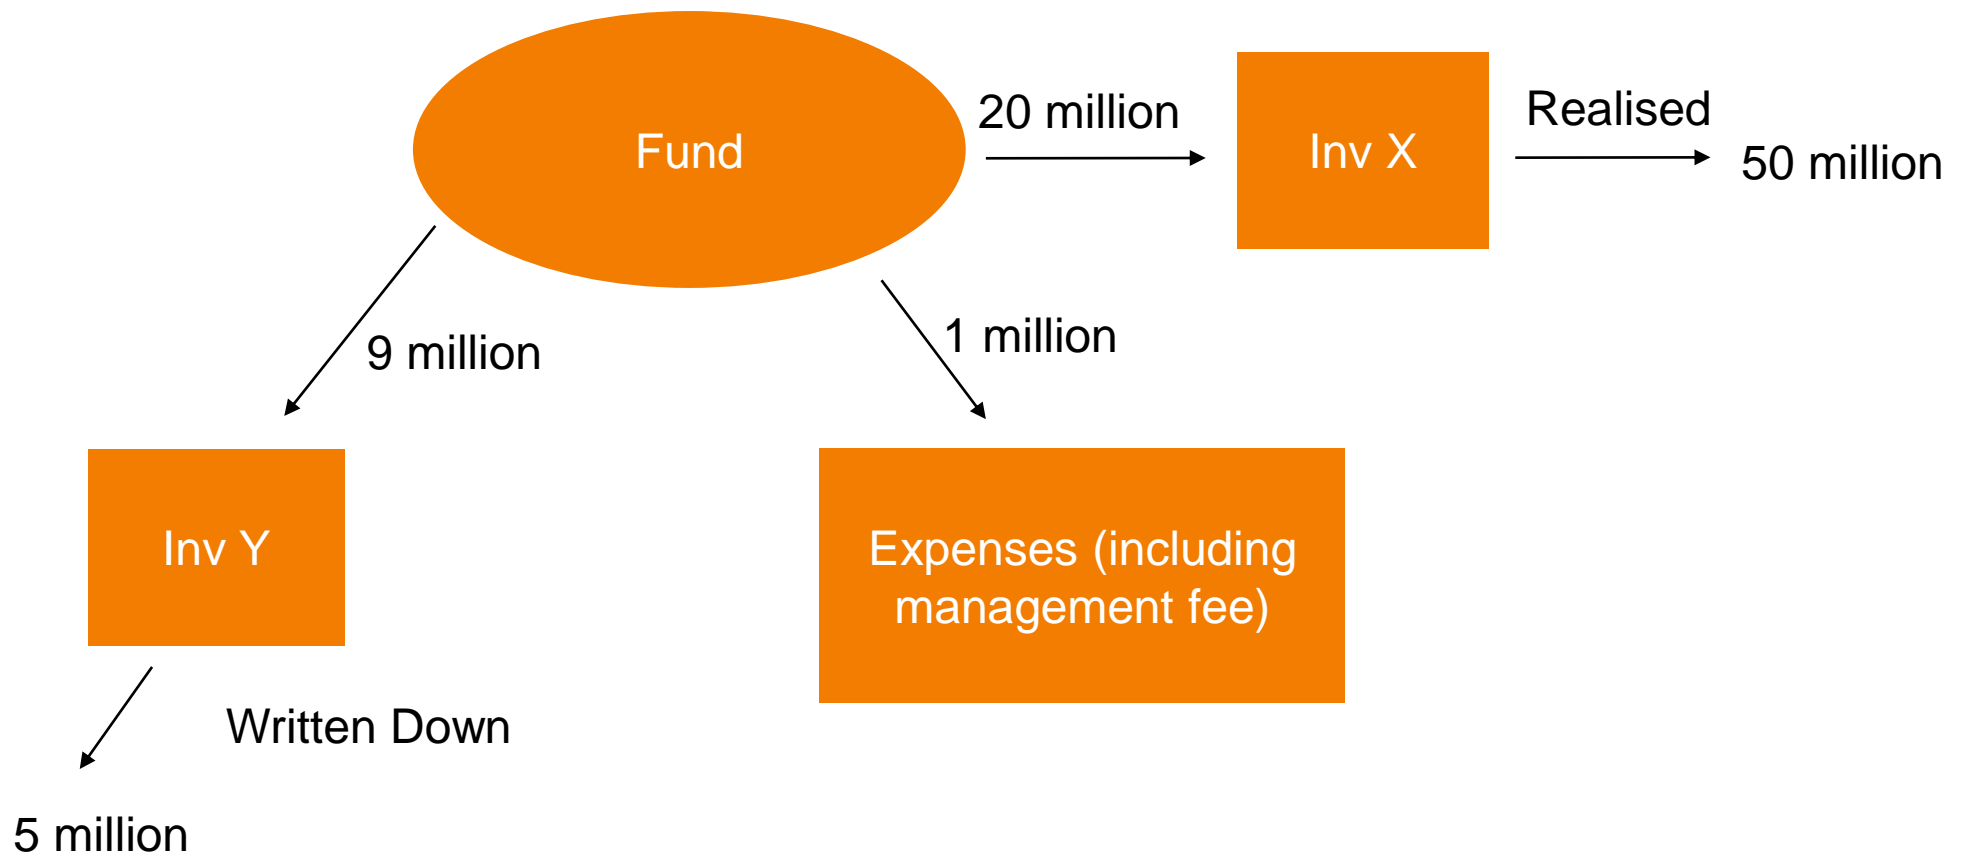 Fund
20 million
Inv X
Realised
50 million
9 million
1 million
Inv Y
Expenses (including
management fee)
Written Down
5 million